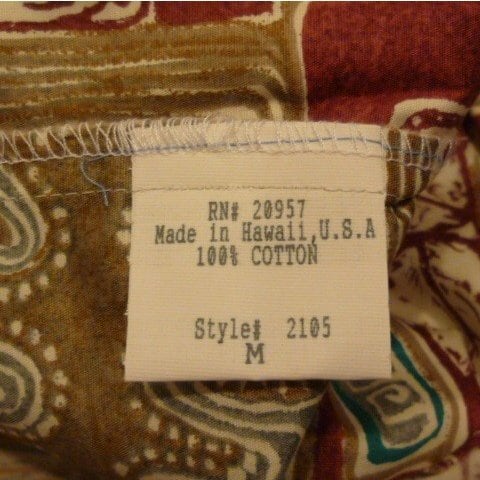 RN# 20957
Made in Hawaii,U.S.A
100% COTTON
Style# 2105
M